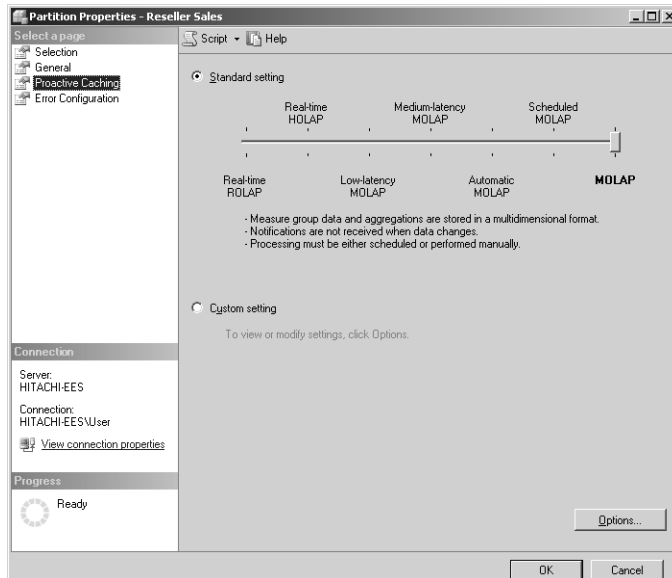 Partition Properties - Reseller Sales
Select a page
Selection
General
Proactive Caching
Error Configuration
Script
Help
Standard setting
Real-time
HOLAP
Medium-latency
MOLAP
Scheduled
MOLAP
Real-time
ROLAP
Low-latency
MOLAP
Automatic
MOLAP
MOLAP
- Measure group data and aggregations are stored in a multidimensional format.
- Notifications are not received when data changes.
- Processing must be either scheduled or performed manually.
Custom setting
To view or modify settings, click Options.
Connection
Server:
HITACHI-EES
Connection:
HITACHI-EES\User
View connection properties
Progress
Ready
Options...
OK
Cancel